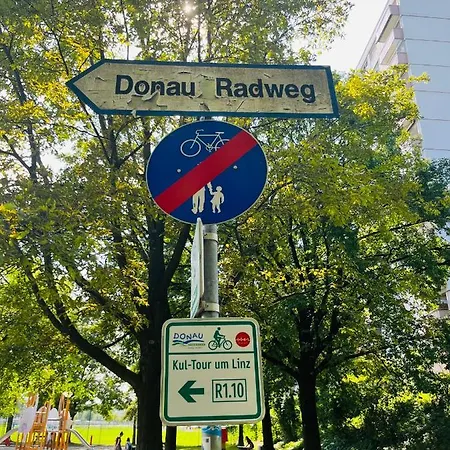 Donau Radweg
DONAU
Kul-Tour um Linz
R1.10